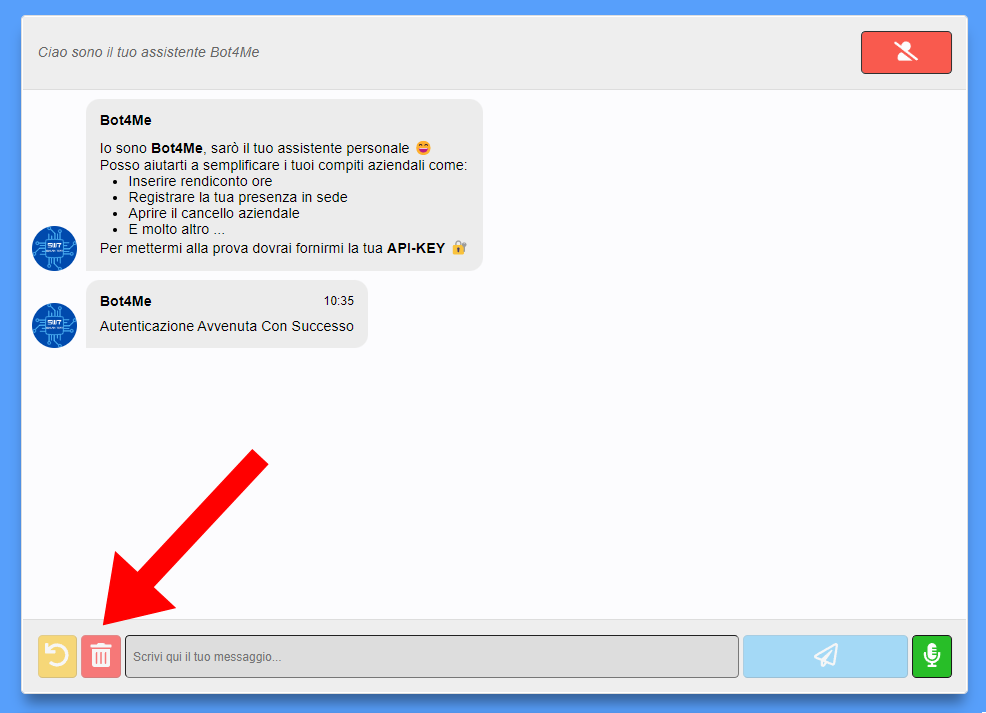 Ciao sono il tuo assistente Bot4Me
Bot4Me
Io sono Bot4Me, sarò il tuo assistente personale 😄
Posso aiutarti a semplificare i tuoi compiti aziendali come:
• Inserire rendiconto ore
• Registrare la tua presenza in sede
• Aprire il cancello aziendale
• E molto altro ...
Per mettermi alla prova dovrai fornirmi la tua API-KEY 🔐
Bot4Me 10:35
Autenticazione Avvenuta Con Successo
Scrivi qui il tuo messaggio...